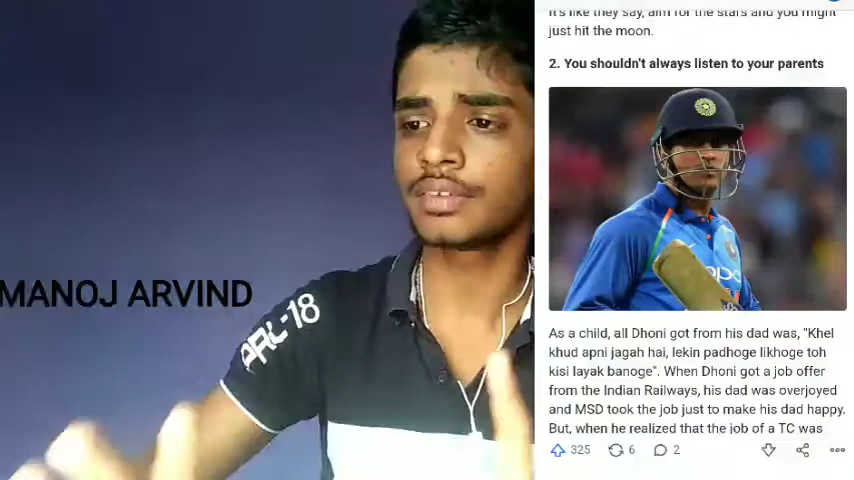 MANOJ ARVIND
ARL-18
It's like they say, aim for the stars and you might
just hit the moon.
2. You shouldn't always listen to your parents
oppo
As a child, all Dhoni got from his dad was, "Khel
khud apni jagah hai, lekin padhoge likhoge toh
kisi layak banoge". When Dhoni got a job offer
from the Indian Railways, his dad was overjoyed
and MSD took the job just to make his dad happy.
But, when he realized that the job of a TC was
325 6 2